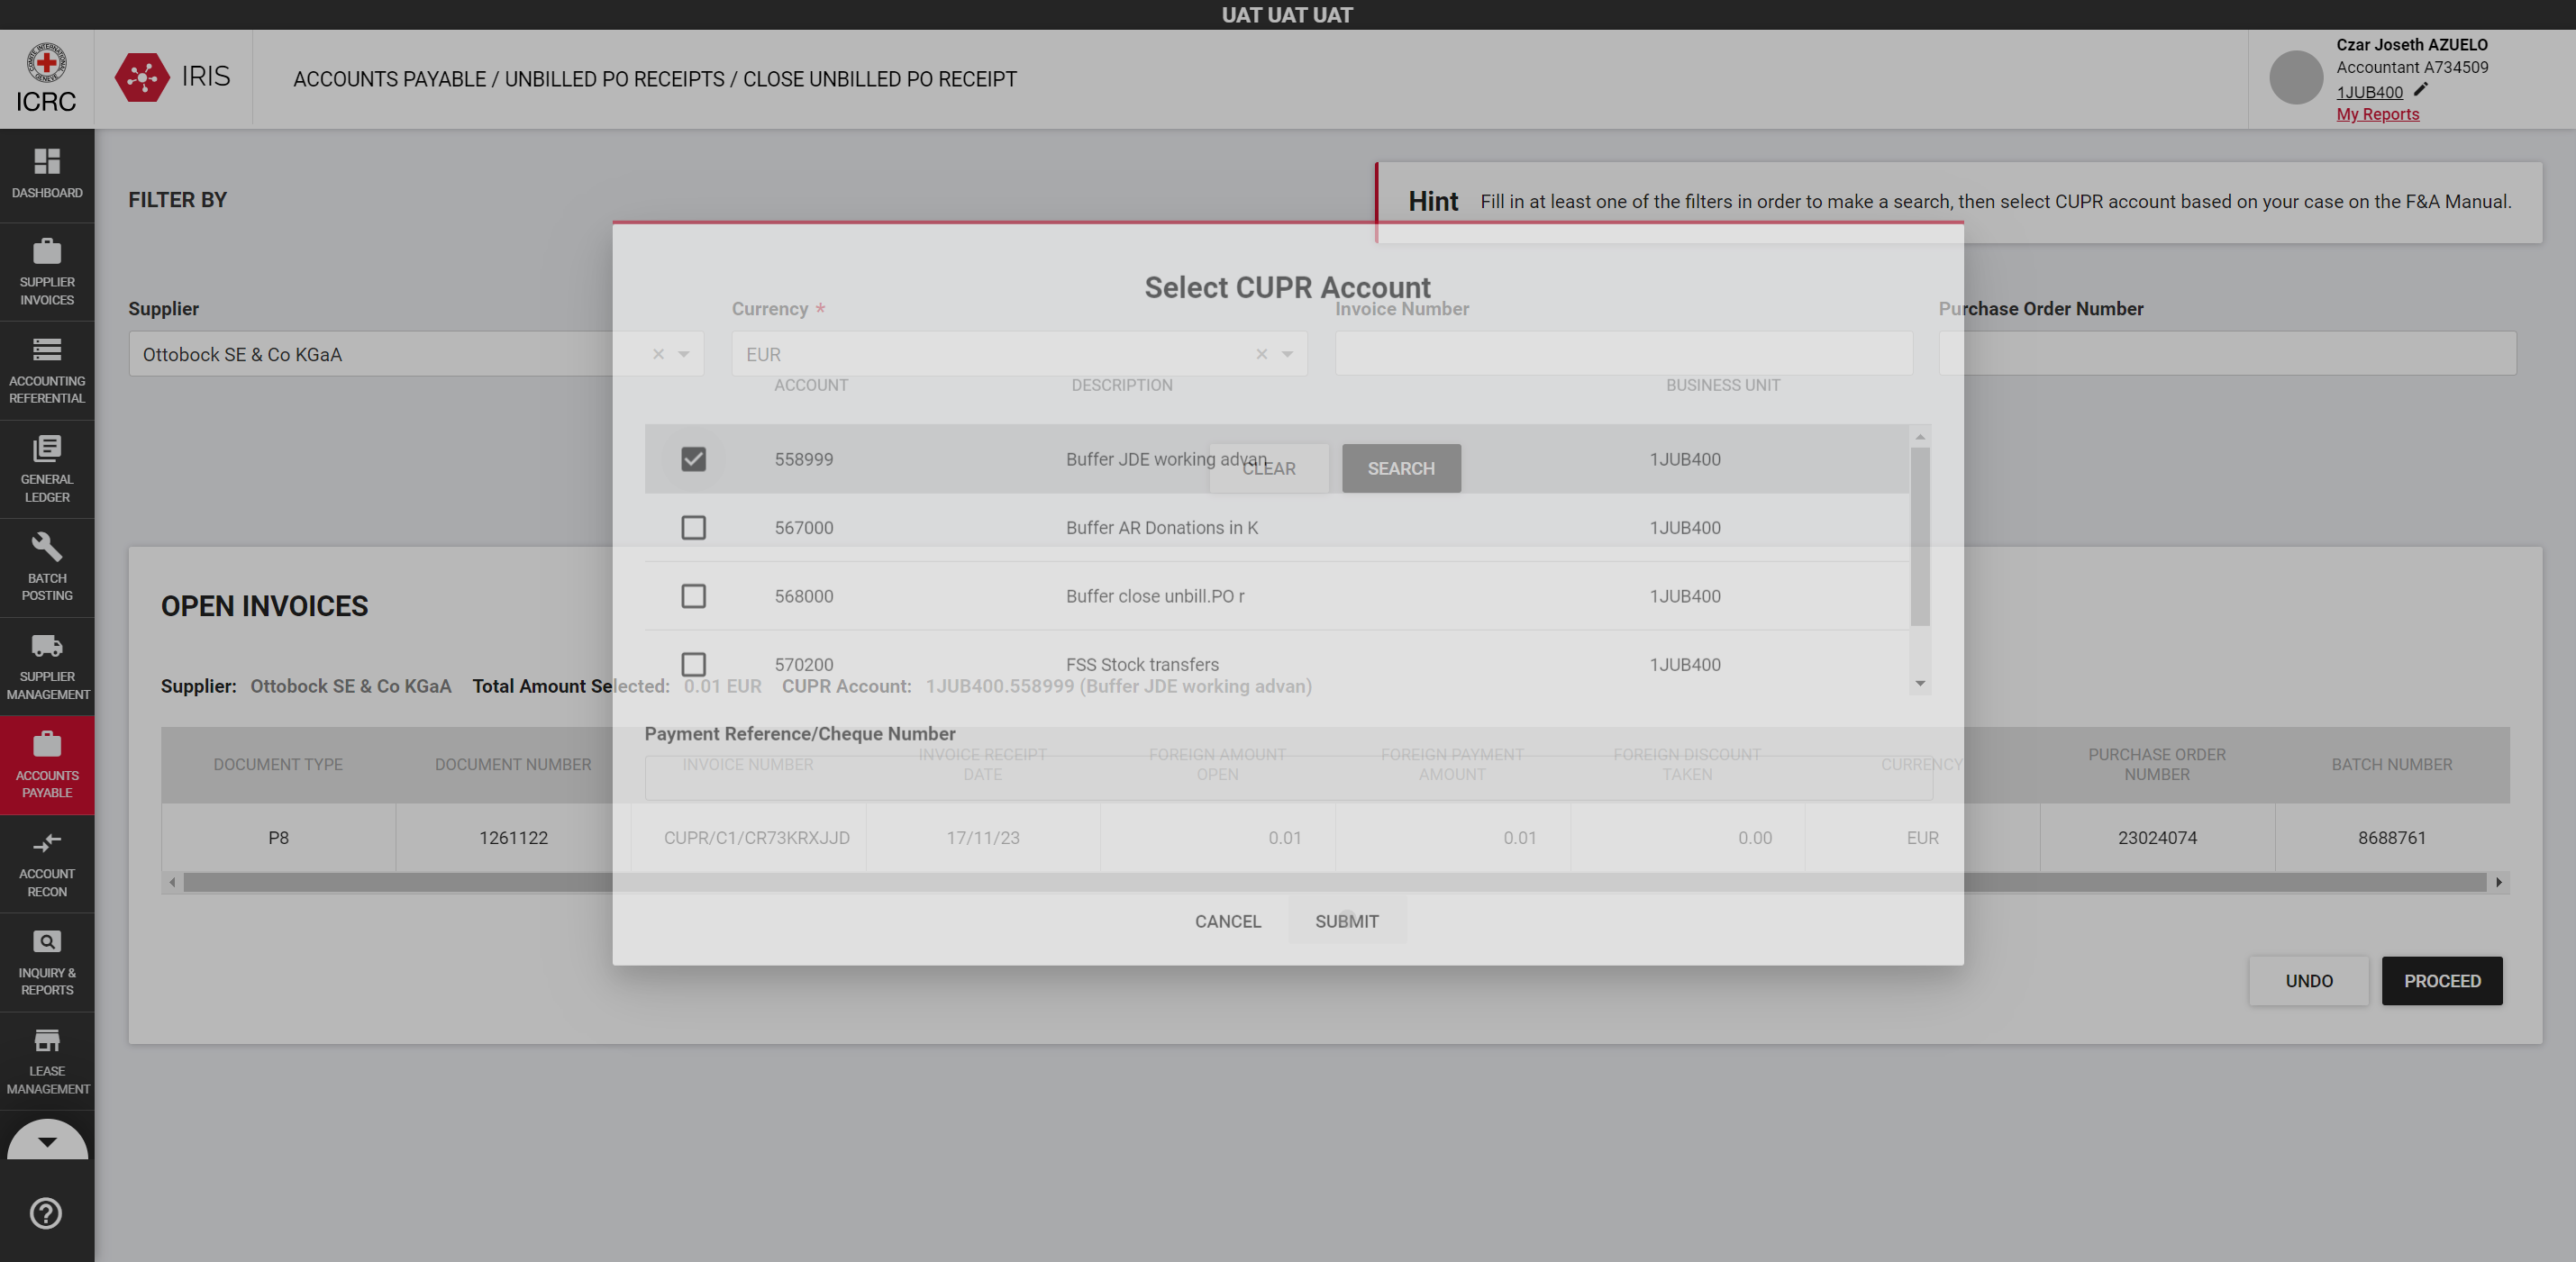 UAT UAT UAT
ICRC
IRIS
ACCOUNTS PAYABLE / UNBILLED PO RECEIPTS / CLOSE UNBILLED PO RECEIPT
Czar Joseth AZUELO
Accountant A734509
1JUB400
My Reports
DASHBOARD
SUPPLIER
INVOICES
ACCOUNTING
REFERENTIAL
GENERAL
LEDGER
BATCH
POSTING
SUPPLIER
MANAGEMENT
ACCOUNTS
PAYABLE
ACCOUNT
RECON
INQUIRY &
REPORTS
LEASE
MANAGEMENT
FILTER BY
Hint Fill in at least one of the filters in order to make a search, then select CUPR account based on your case on the F&A Manual.
Supplier
Ottobock SE & Co KGaA
Currency *
EUR
Invoice Number
Purchase Order Number
CLEAR
SEARCH
Select CUPR Account
ACCOUNT DESCRIPTION BUSINESS UNIT
558999 Buffer JDE working advan 1JUB400
567000 Buffer AR Donations in K 1JUB400
568000 Buffer close unbill.PO r 1JUB400
570200 FSS Stock transfers 1JUB400
Payment Reference/Cheque Number
CANCEL
SUBMIT
OPEN INVOICES
Supplier: Ottobock SE & Co KGaA Total Amount Selected: 0.01 EUR CUPR Account: 1JUB400.558999 (Buffer JDE working advan)
DOCUMENT TYPE
DOCUMENT NUMBER
INVOICE NUMBER
INVOICE RECEIPT
DATE
FOREIGN AMOUNT
OPEN
FOREIGN PAYMENT
AMOUNT
FOREIGN DISCOUNT
TAKEN
CURRENCY
PURCHASE ORDER
NUMBER
BATCH NUMBER
P8 1261122 CUPR/C1/CR73KRXJJD 17/11/23 0.01 0.01 0.00 EUR 23024074 8688761
UNDO
PROCEED